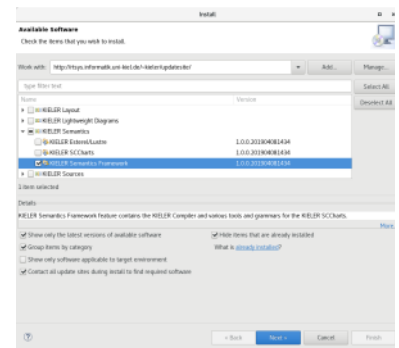 Install
Available Software
Check the items that you wish to install.
Work with: http://rtsys.informatik.uni-kiel.de/~kieler/updatesite/
Add...
Manage...
type filter text
Select All
Deselect All
Name
Version
KIELER Layout
KIELER Lightweight Diagrams
KIELER Semantics
KIELER Esterel/Lustre 1.0.0.201904081434
KIELER SCCharts 1.0.0.201904081434
KIELER Semantics Framework 1.0.0.201904081434
KIELER Sources
1 item selected
Details
KIELER Semantics Framework feature contains the KIELER Compiler and various tools and grammars for the KIELER SCCharts.
More
Show only the latest versions of available software
Hide items that are already installed
Group items by category
What is already installed?
Show only software applicable to target environment
Contact all update sites during install to find required software
< Back
Next >
Cancel
Finish